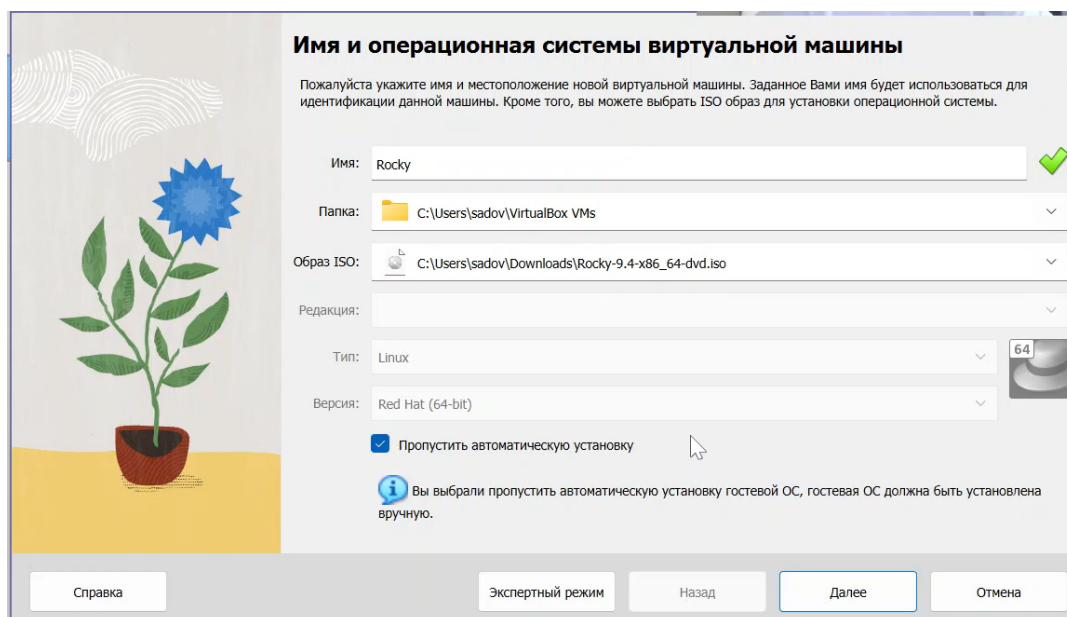 Имя и операционная системы виртуальной машины
Пожалуйста укажите имя и местоположение новой виртуальной машины. Заданное Вами имя будет использоваться для
идентификации данной машины. Кроме того, вы можете выбрать ISO образ для установки операционной системы.
Имя: Rocky
Папка: C:\Users\sadov\VirtualBox VMs
Образ ISO: C:\Users\sadov\Downloads\Rocky-9.4-x86_64-dvd.iso
Редакция:
Тип: Linux
64
Версия: Red Hat (64-bit)
Пропустить автоматическую установку
Вы выбрали пропустить автоматическую установку гостевой ОС, гостевая ОС должна быть установлена
вручную.
Справка Экспертный режим Назад Далее Отмена